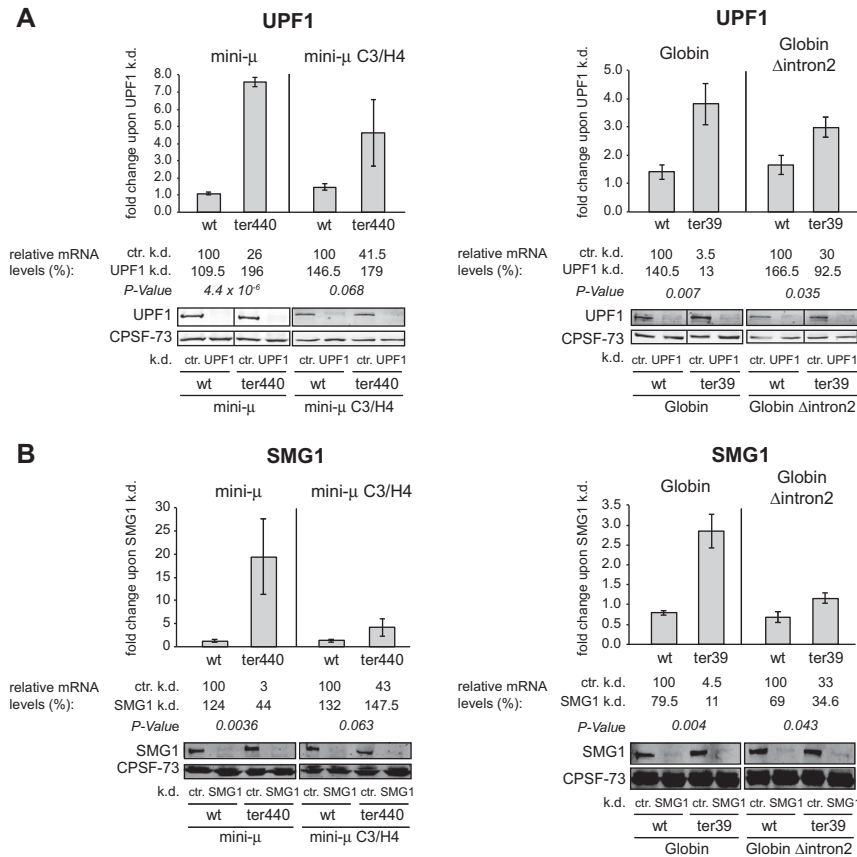 A
UPF1
mini-μ
mini-μ C3/H4
fold change upon UPF1 k.d.
8.0
7.0
6.0
5.0
4.0
3.0
2.0
1.0
0.0
wt ter440 wt ter440
relative mRNA levels (%):
ctr. k.d. 100 26 100 41.5
UPF1 k.d. 109.5 196 146.5 179
P-Value 4.4 x 10⁻⁶ 0.068
UPF1
CPSF-73
k.d. ctr. UPF1 ctr. UPF1 ctr. UPF1 ctr. UPF1
wt ter440 wt ter440
mini-μ mini-μ C3/H4
UPF1
Globin
Globin
Δintron2
fold change upon UPF1 k.d.
5.0
4.0
3.0
2.0
1.0
0.0
wt ter39 wt ter39
relative mRNA levels (%):
ctr. k.d. 100 3.5 100 30
UPF1 k.d. 140.5 13 166.5 92.5
P-Value 0.007 0.035
UPF1
CPSF-73
k.d. ctr. UPF1 ctr. UPF1 ctr. UPF1 ctr. UPF1
wt ter39 wt ter39
Globin Globin Δintron2
B
SMG1
mini-μ
mini-μ C3/H4
fold change upon SMG1 k.d.
30
25
20
15
10
5
0
wt ter440 wt ter440
relative mRNA levels (%):
ctr. k.d. 100 3 100 43
SMG1 k.d. 124 44 132 147.5
P-Value 0.0036 0.063
SMG1
CPSF-73
k.d. ctr. SMG1 ctr. SMG1 ctr. SMG1 ctr. SMG1
wt ter440 wt ter440
mini-μ mini-μ C3/H4
SMG1
Globin
Globin
Δintron2
fold change upon SMG1 k.d.
3.5
3.0
2.5
2.0
1.5
1.0
0.5
0.0
wt ter39 wt ter39
relative mRNA levels (%):
ctr. k.d. 100 4.5 100 33
SMG1 k.d. 79.5 11 69 34.6
P-Value 0.004 0.043
SMG1
CPSF-73
k.d. ctr. SMG1 ctr. SMG1 ctr. SMG1 ctr. SMG1
wt ter39 wt ter39
Globin Globin Δintron2